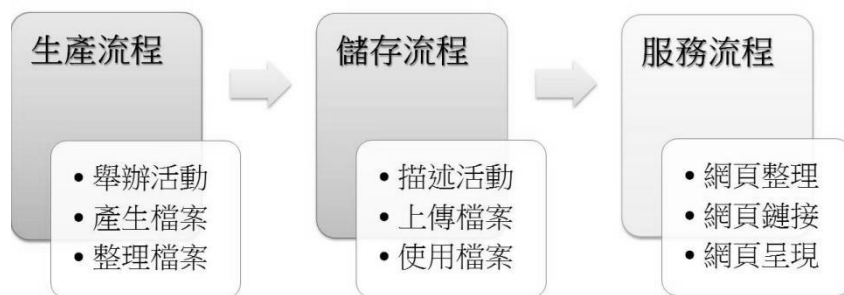 生產流程
• 舉辦活動
• 產生檔案
• 整理檔案
儲存流程
• 描述活動
• 上傳檔案
• 使用檔案
服務流程
• 網頁整理
• 網頁鏈接
• 網頁呈現